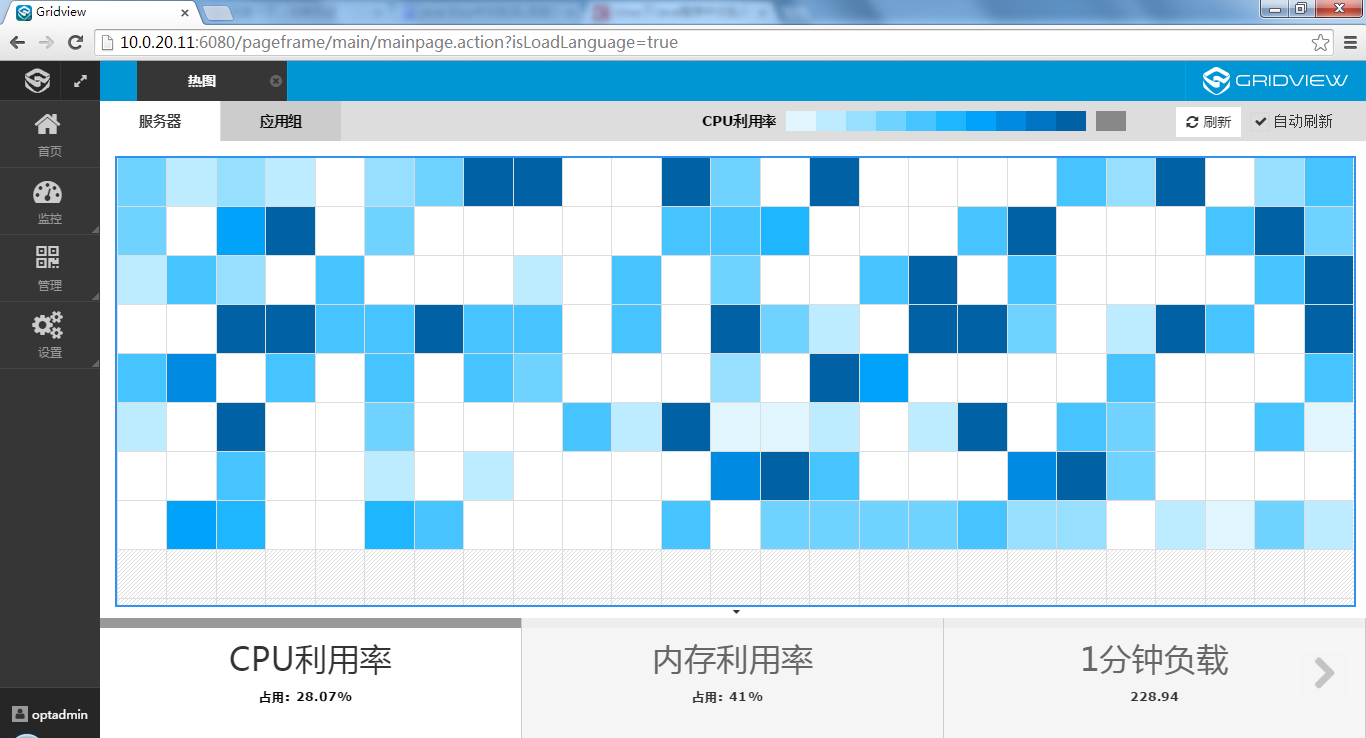 Gridview
10.0.20.11:6080/pageframe/main/mainpage.action?isLoadLanguage=true
热图
GRIDVIEW
服务器
应用组
CPU利用率
刷新
自动刷新
首页
监控
管理
设置
CPU利用率
占用: 28.07%
内存利用率
占用: 41%
1分钟负载
228.94
optadmin